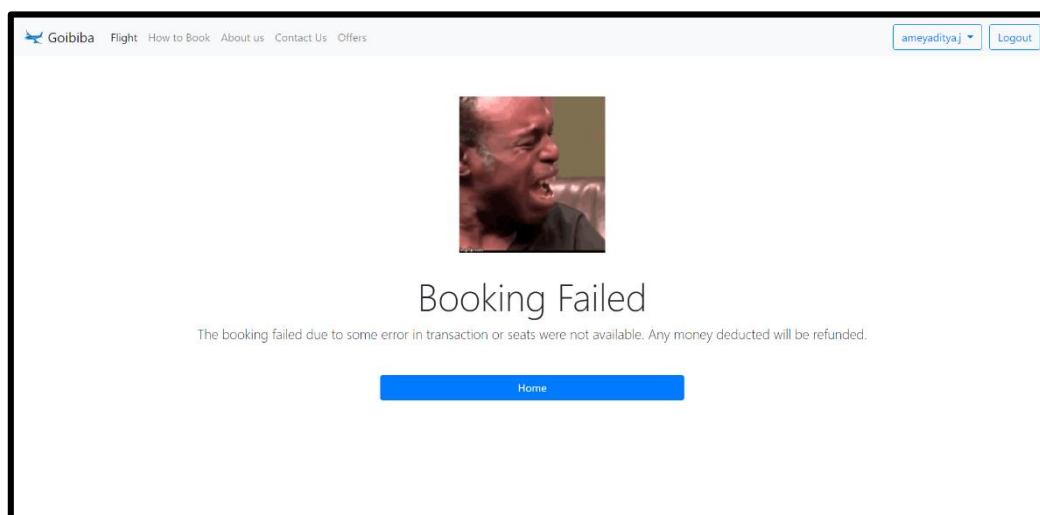 Goibiba Flight How to Book About us Contact Us Offers ameyaditya.j Logout
Booking Failed
The booking failed due to some error in transaction or seats were not available. Any money deducted will be refunded.
Home